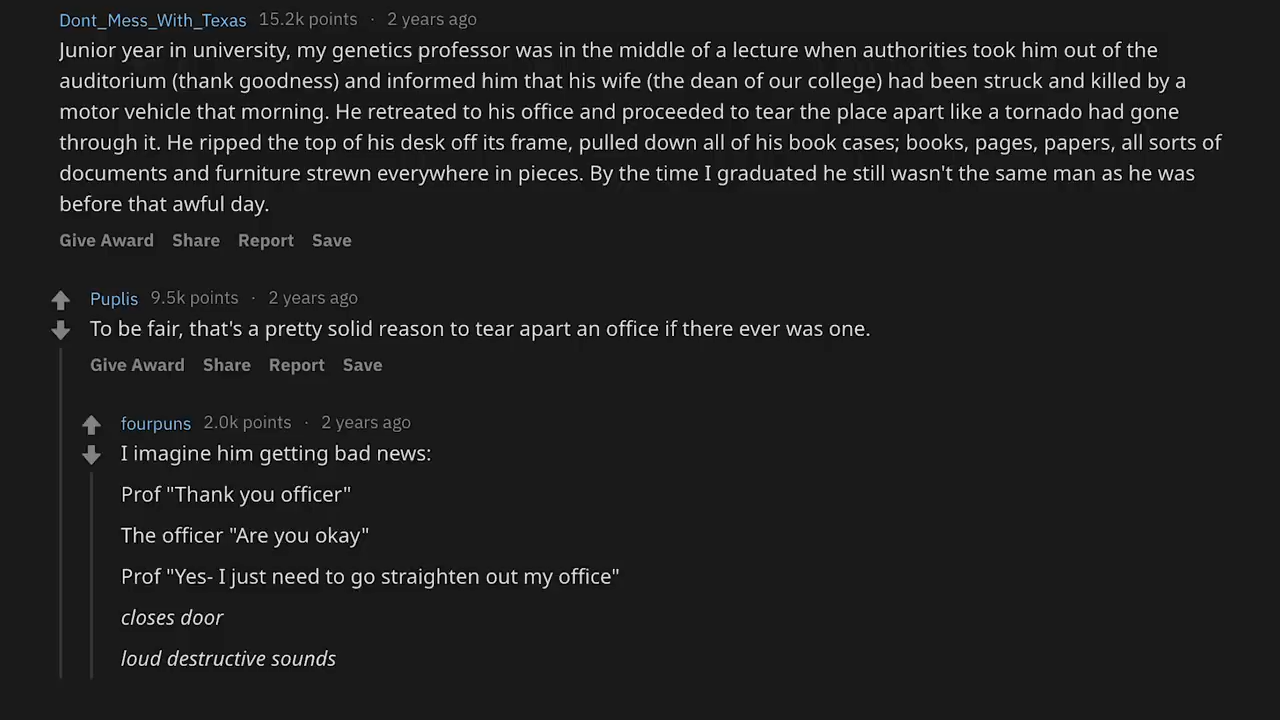 Dont_Mess_With_Texas 15.2k points · 2 years ago
Junior year in university, my genetics professor was in the middle of a lecture when authorities took him out of the
auditorium (thank goodness) and informed him that his wife (the dean of our college) had been struck and killed by a
motor vehicle that morning. He retreated to his office and proceeded to tear the place apart like a tornado had gone
through it. He ripped the top of his desk off its frame, pulled down all of his book cases; books, pages, papers, all sorts of
documents and furniture strewn everywhere in pieces. By the time I graduated he still wasn't the same man as he was
before that awful day.
Give Award Share Report Save
Puplis 9.5k points · 2 years ago
To be fair, that's a pretty solid reason to tear apart an office if there ever was one.
Give Award Share Report Save
fourpuns 2.0k points · 2 years ago
I imagine him getting bad news:
Prof "Thank you officer"
The officer "Are you okay"
Prof "Yes- I just need to go straighten out my office"
closes door
loud destructive sounds